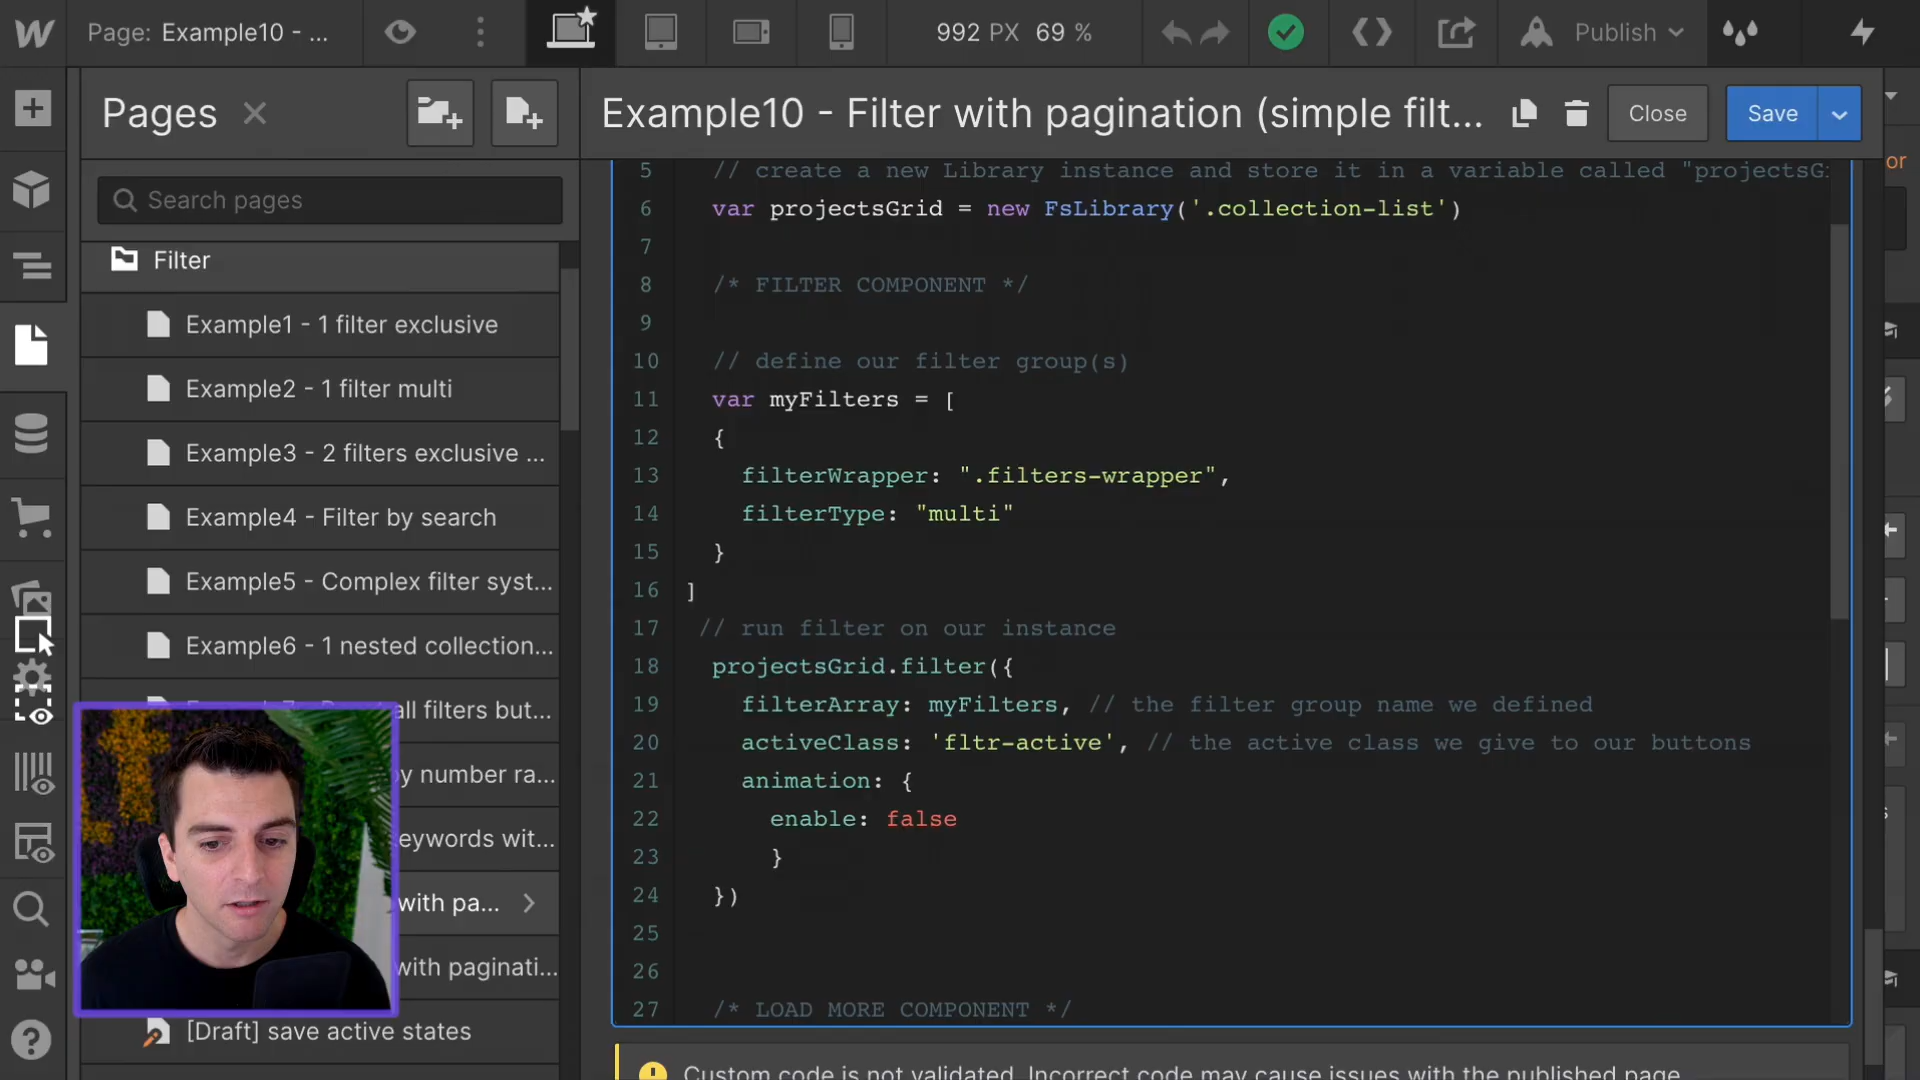 Page: Example10 - ...
992 PX 69 %
Publish
Pages
Example10 - Filter with pagination (simple filt...
Close
Save
Search pages
Filter
Example1 - 1 filter exclusive
Example2 - 1 filter multi
Example3 - 2 filters exclusive ...
Example4 - Filter by search
Example5 - Complex filter syst...
Example6 - 1 nested collection...
all filters but...
by number ra...
eywords wit...
with pa...
with paginati...
[Draft] save active states
5 // create a new Library instance and store it in a variable called "projectsG
6 var projectsGrid = new FsLibrary('.collection-list')
7
8 /* FILTER COMPONENT */
9
10 // define our filter group(s)
11 var myFilters = [
12 {
13 filterWrapper: ".filters-wrapper",
14 filterType: "multi"
15 }
16 ]
17 // run filter on our instance
18 projectsGrid.filter({
19 filterArray: myFilters, // the filter group name we defined
20 activeClass: 'fltr-active', // the active class we give to our buttons
21 animation: {
22 enable: false
23 }
24 })
25
26
27 /* LOAD MORE COMPONENT */
Custom code is not validated. Incorrect code may cause issues with the published page.
or